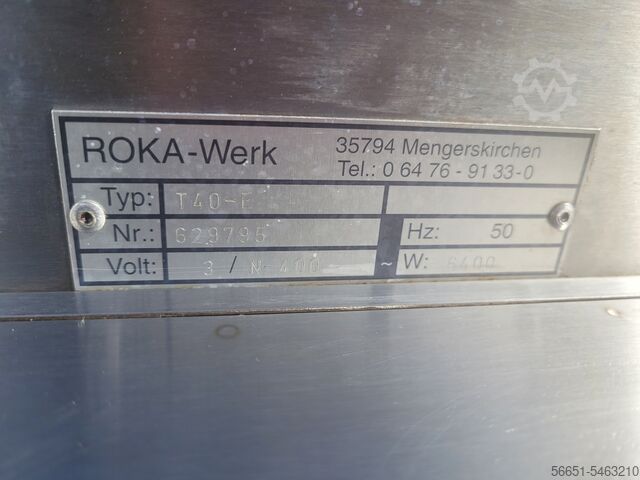 ROKA-Werk 35794 Mengerskirchen
Tel.: 0 64 76 - 91 33-0
Typ: T40-E
Nr.: 629795 Hz: 50
Volt: 3 / N-400 ~ W: 6400
56651-5463210